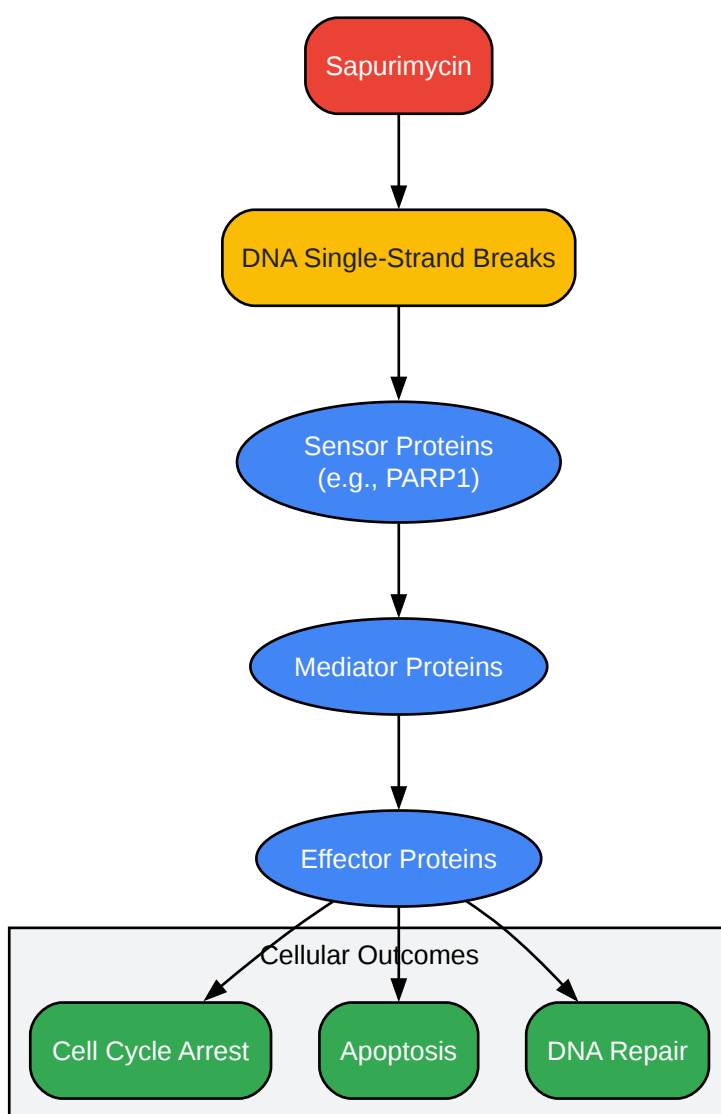 Sapurimycin
DNA Single-Strand Breaks
Sensor Proteins
(e.g., PARP1)
Mediator Proteins
Effector Proteins
Cellular Outcomes
Cell Cycle Arrest
Apoptosis
DNA Repair